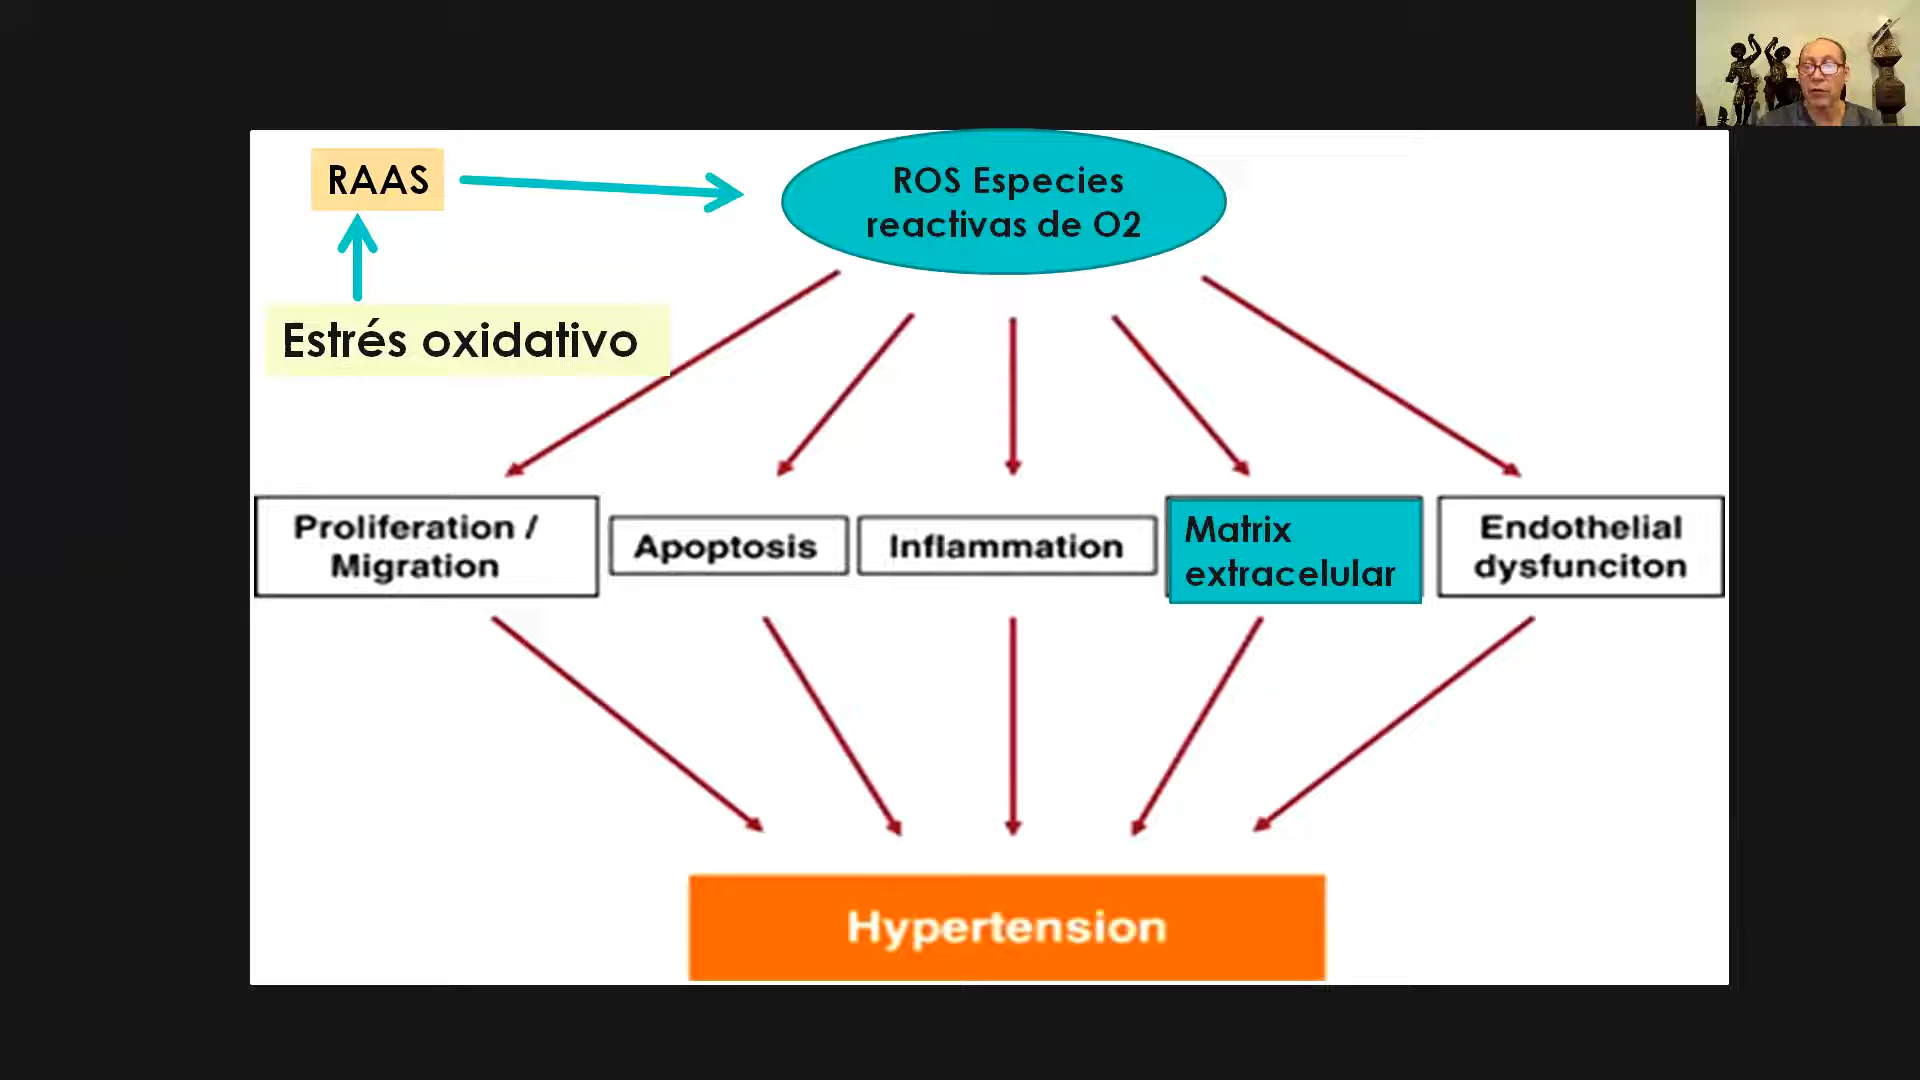 RAAS
ROS Especies
reactivas de O2
Estrés oxidativo
Proliferation /
Migration
Apoptosis
Inflammation
Matrix
extracelular
Endothelial
dysfunciton
Hypertension